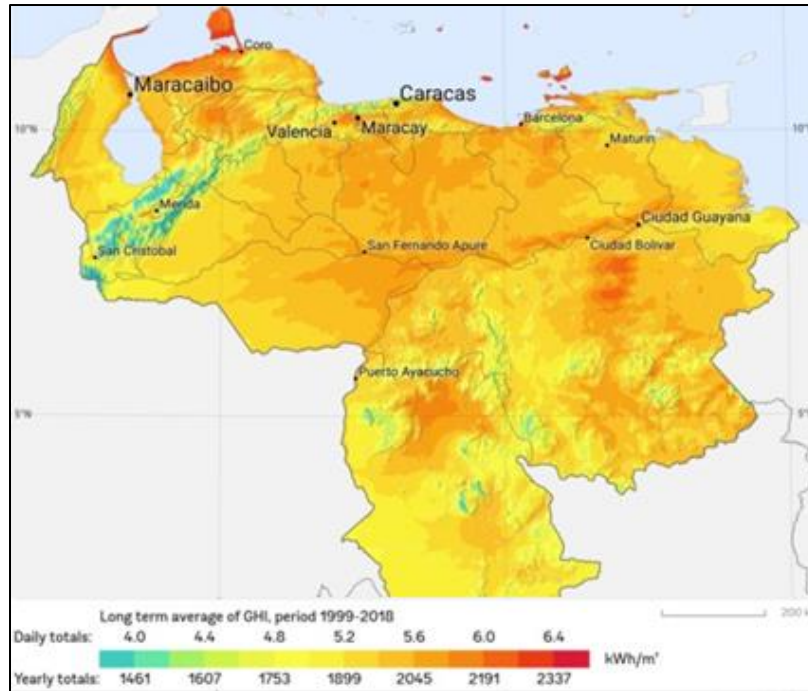 Coro
Maracaibo
Caracas
Valencia
Maracay
Barcelona
10°N
10°N
Maturin
Merida
Ciudad Guayana
San Cristobal
San Fernando Apure
Ciudad Bolivar
Puerto Ayacucho
5°N
5°N
Long term average of GHI, period 1999-2018
200 k
Daily totals: 4.0 4.4 4.8 5.2 5.6 6.0 6.4
kWh/m²
Yearly totals: 1461 1607 1753 1899 2045 2191 2337